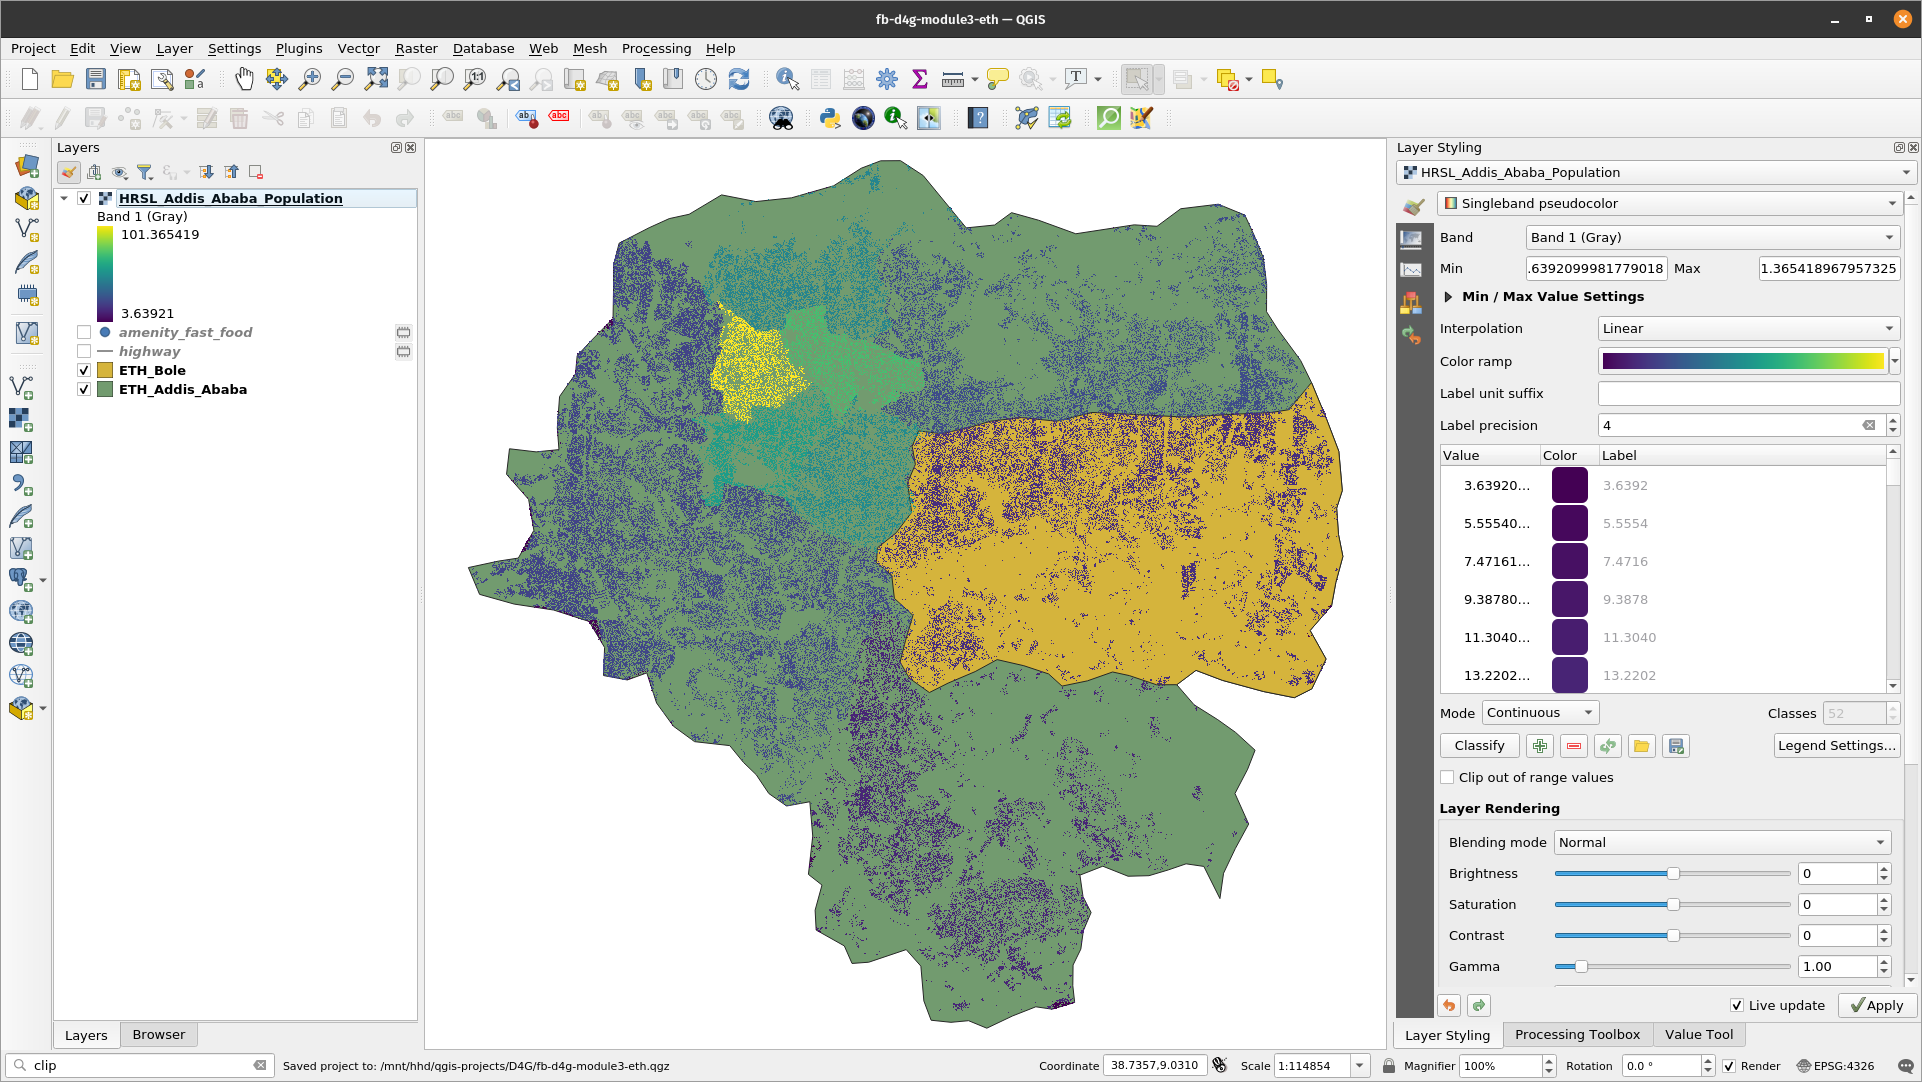 fb-d4g-module3-eth — QGIS
Project Edit View Layer Settings Plugins Vector Raster Database Web Mesh Processing Help
Layers
HRSL_Addis_Ababa_Population
Band 1 (Gray)
101.365419
3.63921
amenity_fast_food
highway
ETH_Bole
ETH_Addis_Ababa
Layers Browser
Layer Styling
HRSL_Addis_Ababa_Population
Singleband pseudocolor
Band Band 1 (Gray)
Min .6392099981779018 Max 1.365418967957325
Min / Max Value Settings
Interpolation Linear
Color ramp
Label unit suffix
Label precision 4
Value Color Label
3.63920... 3.6392
5.55540... 5.5554
7.47161... 7.4716
9.38780... 9.3878
11.3040... 11.3040
13.2202... 13.2202
Mode Continuous Classes 52
Classify Legend Settings...
Clip out of range values
Layer Rendering
Blending mode Normal
Brightness 0
Saturation 0
Contrast 0
Gamma 1.00
Live update Apply
Layer Styling Processing Toolbox Value Tool
clip Saved project to: /mnt/hhd/qgis-projects/D4G/fb-d4g-module3-eth.qgz Coordinate 38.7357,9.0310 Scale 1:114854 Magnifier 100% Rotation 0.0 ° Render EPSG:4326